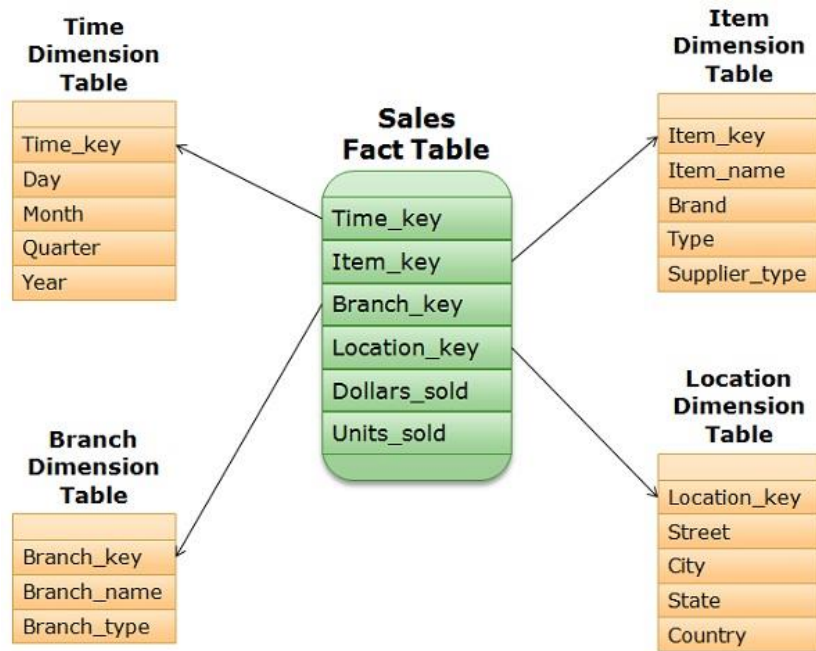 Time
Dimension
Table
Time_key
Day
Month
Quarter
Year
Sales
Fact Table
Time_key
Item_key
Branch_key
Location_key
Dollars_sold
Units_sold
Item
Dimension
Table
Item_key
Item_name
Brand
Type
Supplier_type
Branch
Dimension
Table
Branch_key
Branch_name
Branch_type
Location
Dimension
Table
Location_key
Street
City
State
Country